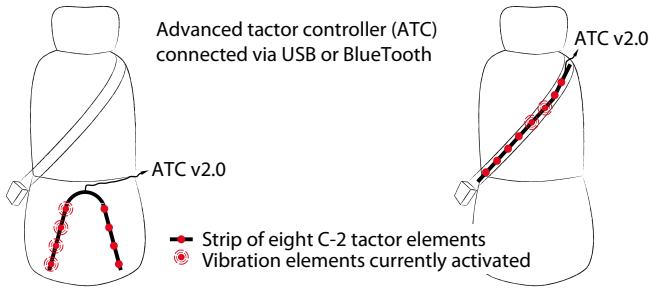 Advanced tactor controller (ATC)
connected via USB or BlueTooth
ATC v2.0
ATC v2.0
Strip of eight C-2 tactor elements
Vibration elements currently activated